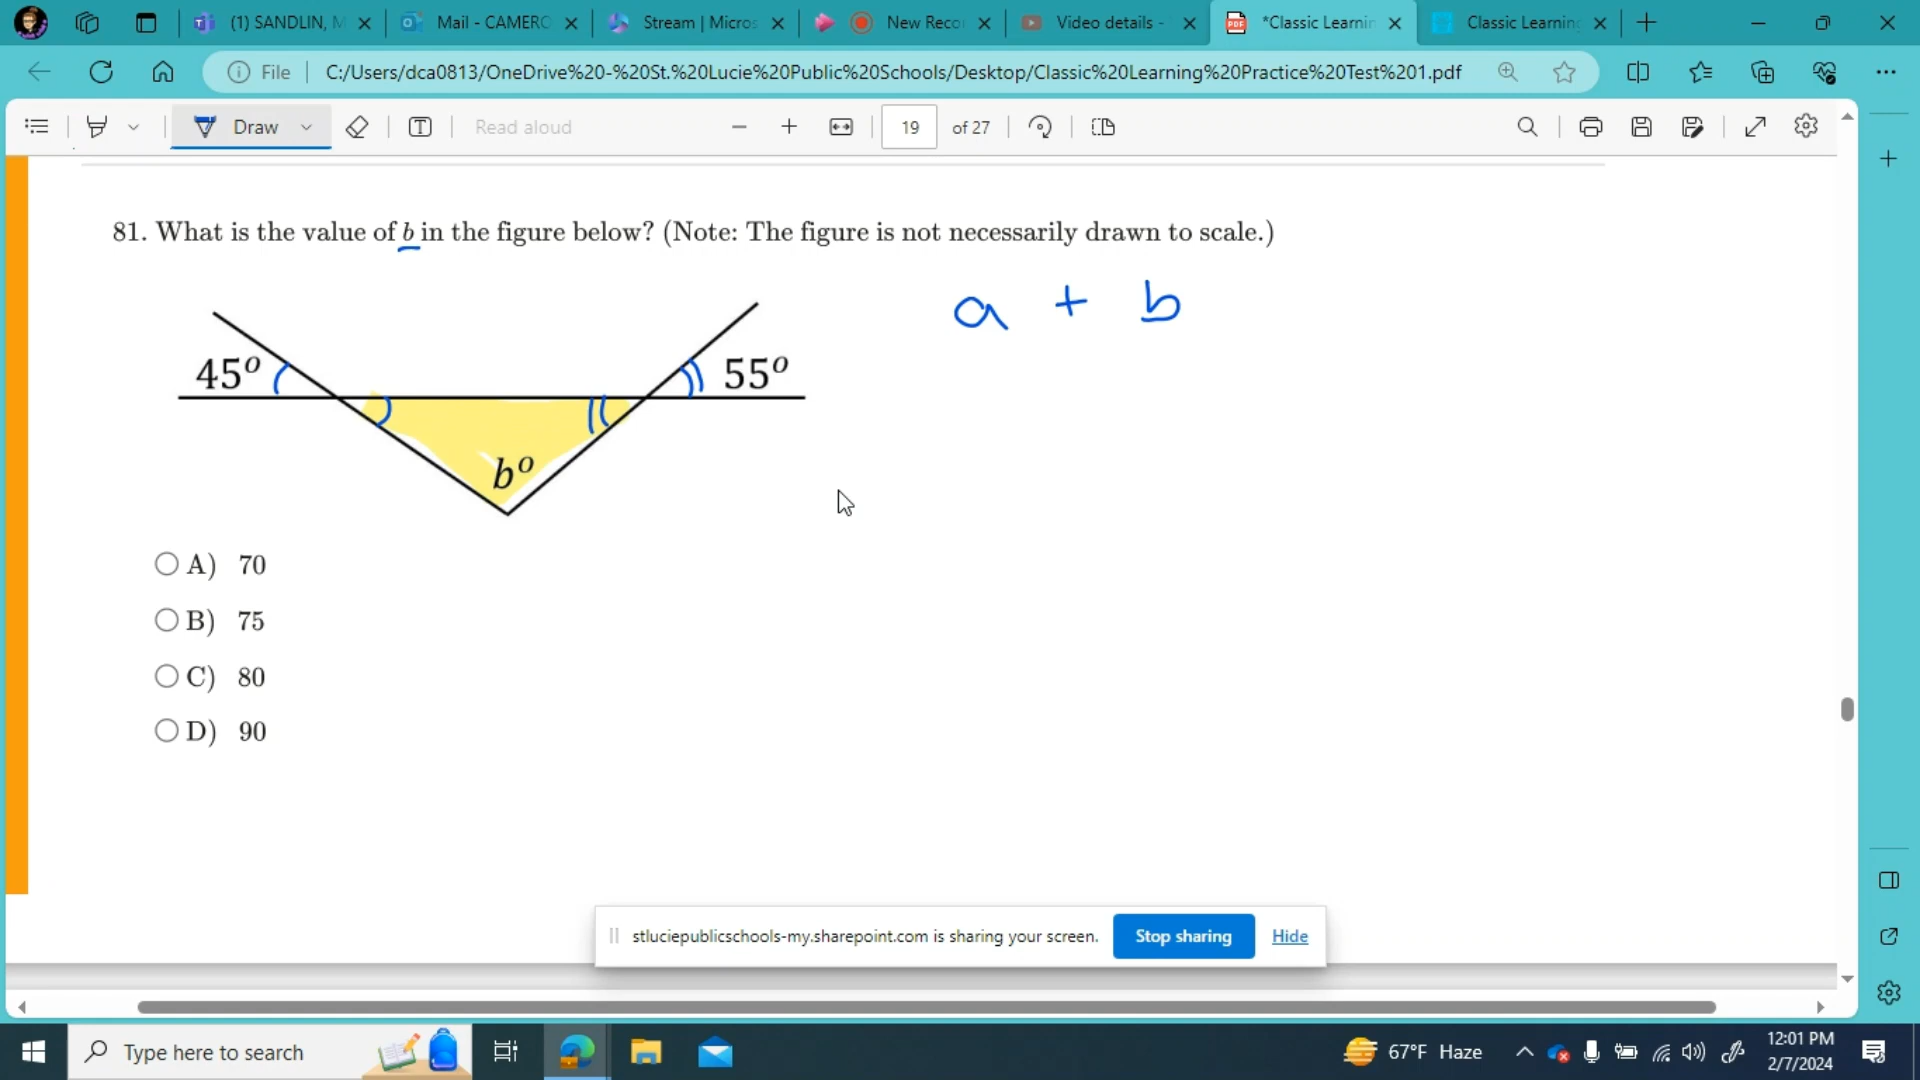 (1) SANDLIN, M
Mail - CAMERO
Stream | Micros
New Reco
Video details -
*Classic Learnin
Classic Learning
File
C:/Users/dca0813/OneDrive%20-%20St.%20Lucie%20Public%20Schools/Desktop/Classic%20Learning%20Practice%20Test%201.pdf
Draw
Read aloud
19
of 27
81. What is the value of b in the figure below? (Note: The figure is not necessarily drawn to scale.)
a + b
45º
55º
bº
A) 70
B) 75
C) 80
D) 90
stluciepublicschools-my.sharepoint.com is sharing your screen.
Stop sharing
Hide
Type here to search
67°F Haze
12:01 PM
2/7/2024